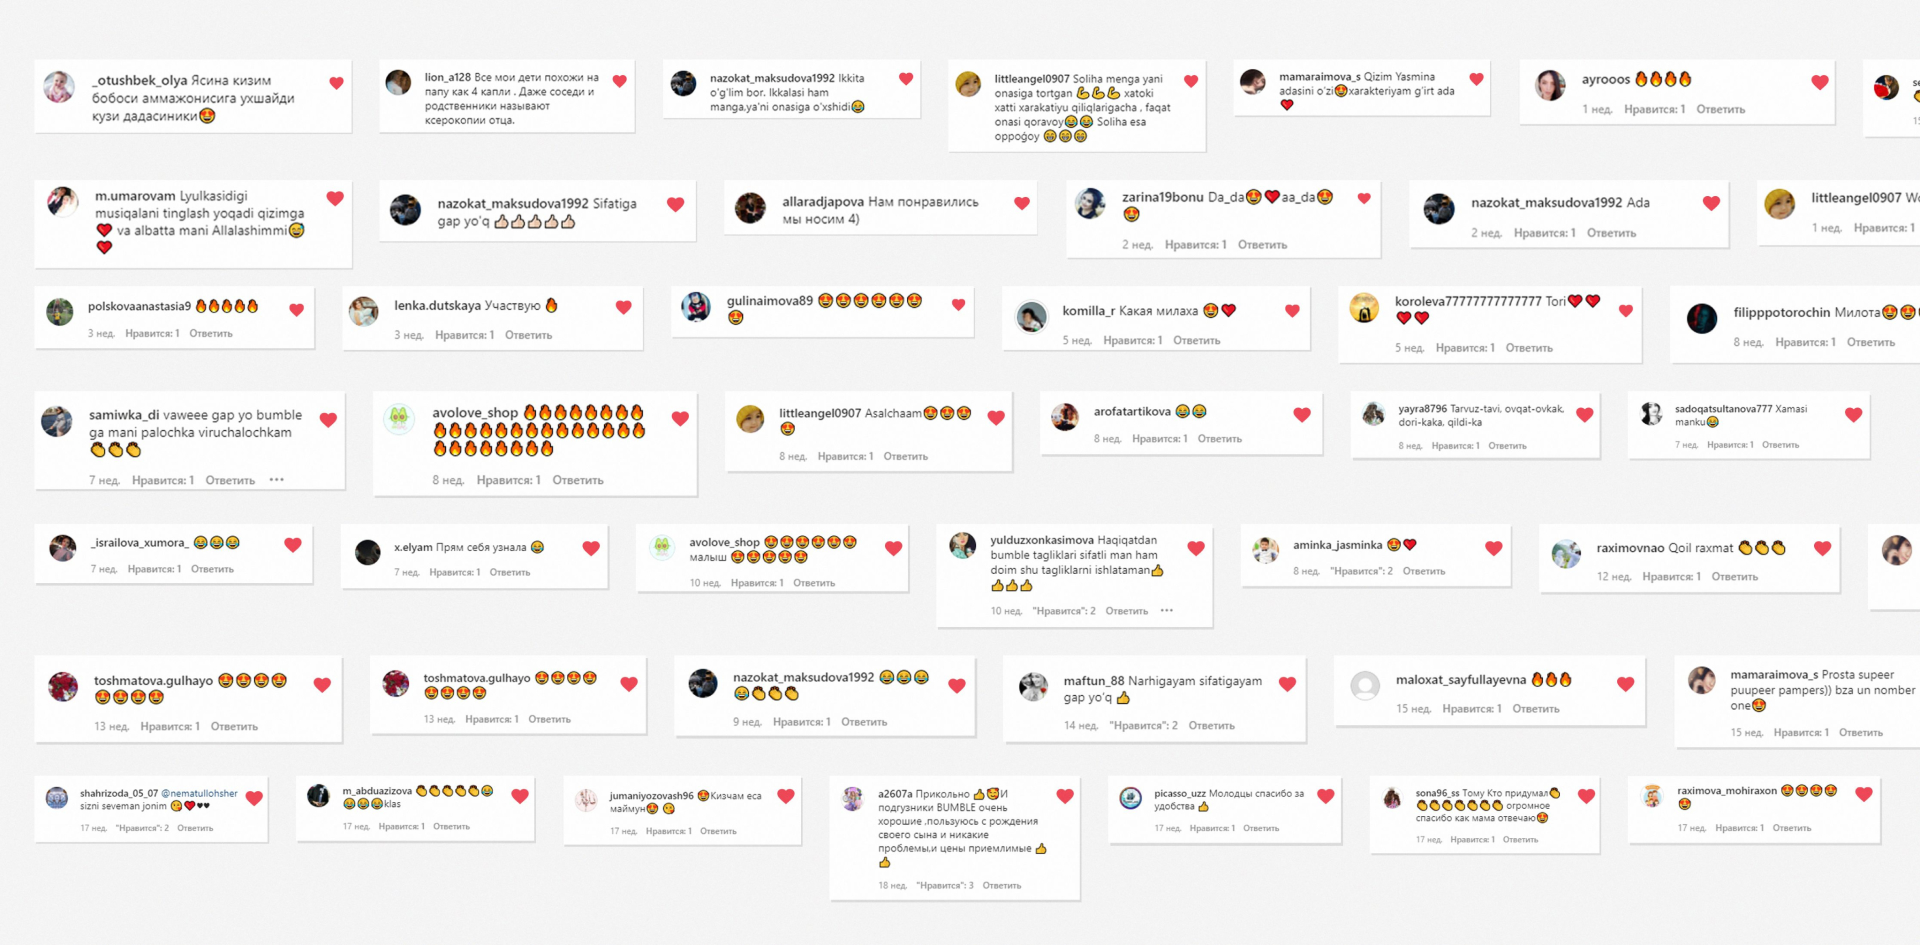 _otushbek_olya Ясина кизим
бобоси аммажонисига ухшайди
кузи дадасиники😍
lion_a128 Все мои дети похожи на
папу как 4 капли . Даже соседи и
родственники называют
ксерокопии отца.
nazokat_maksudova1992 Ikkita
o'g'lim bor. Ikkalasi ham
manga.ya'ni onasiga o'xshidi😂
littleangel0907 Soliha menga yani
onasiga tortgan 💪💪💪 xatoki
xatti xarakatiyu qiliqlarigacha , faqat
onasi qoravoy😂😂 Soliha esa
oppoġoy 😁😁😁
mamaraimova_s Qizim Yasmina
adasini o'zi😍xarakteriyam g'irt ada
❤️
ayrooos 🔥🔥🔥🔥
1 нед. Нравится: 1 Ответить
m.umarovam Lyulkasidigi
musiqalani tinglash yoqadi qizimga
❤️ va albatta mani Allalashimmi😅
❤️
nazokat_maksudova1992 Sifatiga
gap yo'q 👍🏻👍🏻👍🏻👍🏻👍🏻
allaradjapova Нам понравились
мы носим 4)
zarina19bonu Da_da😍❤️aa_da😍
😍
2 нед. Нравится: 1 Ответить
nazokat_maksudova1992 Ada
2 нед. Нравится: 1 Ответить
littleangel0907
1 нед. Нравится: 1
polskovaanastasia9 🔥🔥🔥🔥🔥
3 нед. Нравится: 1 Ответить
lenka.dutskaya Участвую 🔥
3 нед. Нравится: 1 Ответить
gulinaimova89 😍😍😍😍😍😍
😍
komilla_r Какая милаха 😍❤️
5 нед. Нравится: 1 Ответить
koroleva77777777777777 Tori❤️❤️
❤️❤️
5 нед. Нравится: 1 Ответить
filipppotorochin Милота😍😍
8 нед. Нравится: 1 Ответить
samiwka_di vaweee gap yo bumble
ga mani palochka viruchalochkam
👏👏👏
7 нед. Нравится: 1 Ответить •••
avolove_shop 🔥🔥🔥🔥🔥🔥🔥🔥
🔥🔥🔥🔥🔥🔥🔥🔥🔥🔥🔥🔥🔥🔥
🔥🔥🔥🔥🔥🔥🔥🔥
8 нед. Нравится: 1 Ответить
littleangel0907 Asalchaam😍😍😍
😍
8 нед. Нравится: 1 Ответить
arofatartikova 😂😂
8 нед. Нравится: 1 Ответить
yayra8796 Tarvuz-tavi, ovqat-ovkak,
dori-kaka, qildi-ka
8 нед. Нравится: 1 Ответить
sadoqatsultanova777 Xamasi
manku😂
7 нед. Нравится: 1 Ответить
_israilova_xumora_ 😂😂😂
7 нед. Нравится: 1 Ответить
x.elyam Прям себя узнала 😂
7 нед. Нравится: 1 Ответить
avolove_shop 😍😍😍😍😍😍
малыш 😍😍😍😍😍
10 нед. Нравится: 1 Ответить
yulduzxonkasimova Haqiqatdan
bumble tagliklari sifatli man ham
doim shu tagliklarni ishlataman👍
👍👍👍
10 нед. "Нравится": 2 Ответить •••
aminka_jasminka 😍❤️
8 нед. "Нравится": 2 Ответить
raximovnao Qoil raxmat 👏👏👏
12 нед. Нравится: 1 Ответить
toshmatova.gulhayo 😍😍😍😍
😍😍😍😍
13 нед. Нравится: 1 Ответить
toshmatova.gulhayo 😍😍😍😍
😍😍😍😍
13 нед. Нравится: 1 Ответить
nazokat_maksudova1992 😂😂😂
😂👏👏👏
9 нед. Нравится: 1 Ответить
maftun_88 Narhigayam sifatigayam
gap yo'q 👍
14 нед. "Нравится": 2 Ответить
maloxat_sayfullayevna 🔥🔥🔥
15 нед. Нравится: 1 Ответить
mamaraimova_s Prosta supeer
puupeer pampers)) bza un nomber
one😍
15 нед. Нравится: 1 Ответить
shahrizoda_05_07 @nematullohsher
sizni seveman jonim 😘❤️♥♥
17 нед. "Нравится": 2 Ответить
m_abduazizova 👏👏👏👏👏😂
😂😂😂klas
17 нед. Нравится: 1 Ответить
jumaniyozovash96 😍Кизчам еса
маймун😍 😘
17 нед. Нравится: 1 Ответить
a2607a Прикольно 👍🥰И
подгузники BUMBLE очень
хорошие ,пользуюсь с рождения
своего сына и никакие
проблемы,и цены приемлимые 👍
👍
18 нед. "Нравится": 3 Ответить
picasso_uzz Молодцы спасибо за
удобства 👍
17 нед. Нравится: 1 Ответить
sona96_ss Тому Кто придумал👏
👏👏👏👏👏👏👏 огромное
спасибо как мама отвечаю😍
17 нед. Нравится: 1 Ответить
raximova_mohiraxon 😍😍😍😍
😍
17 нед. Нравится: 1 Ответить